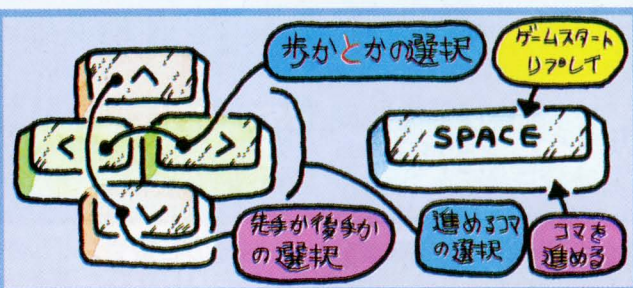 歩かとかの選択
ゲームスタート
リプレイ
^
<
>
SPACE
v
先手か後手か
の選択
進めるコマ
の選択
コマを
進める